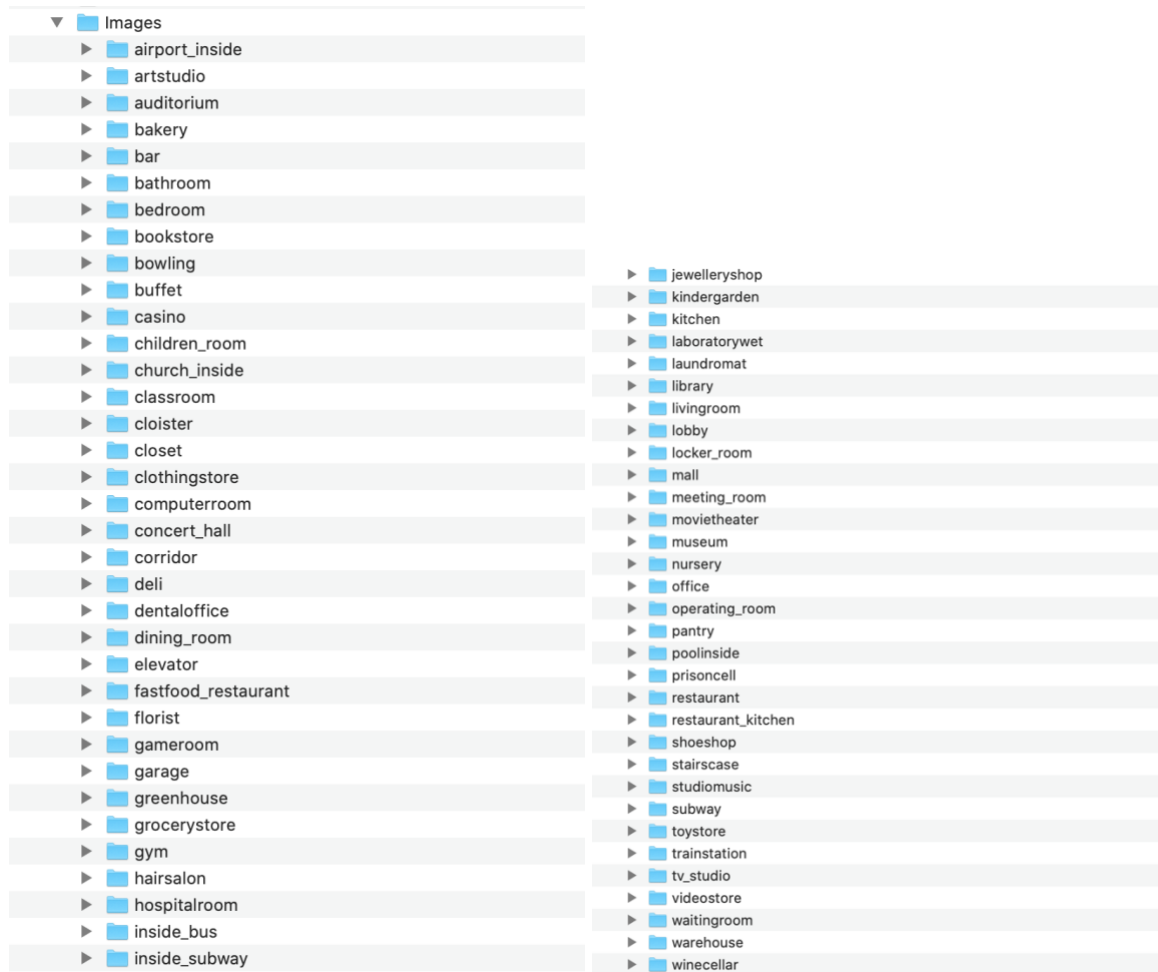 Images
airport_inside
artstudio
auditorium
bakery
bar
bathroom
bedroom
bookstore
bowling
buffet
casino
children_room
church_inside
classroom
cloister
closet
clothingstore
computerroom
concert_hall
corridor
deli
dentaloffice
dining_room
elevator
fastfood_restaurant
florist
gameroom
garage
greenhouse
grocerystore
gym
hairsalon
hospitalroom
inside_bus
inside_subway
jewelleryshop
kindergarden
kitchen
laboratorywet
laundromat
library
livingroom
lobby
locker_room
mall
meeting_room
movietheater
museum
nursery
office
operating_room
pantry
poolinside
prisoncell
restaurant
restaurant_kitchen
shoeshop
stairscase
studiomusic
subway
toystore
trainstation
tv_studio
videostore
waitingroom
warehouse
winecellar